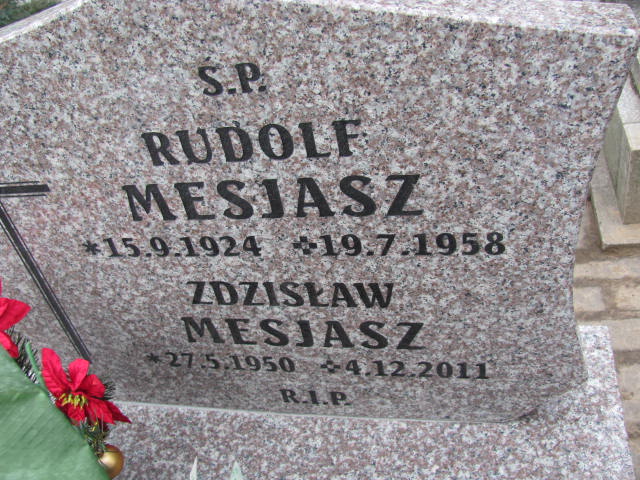 Ś.P.
RUDOLF
MESJASZ
*15.9.1924 ✢19.7.1958
ZDZISŁAW
MESJASZ
*27.5.1950 ✢4.12.2011
R.I.P.